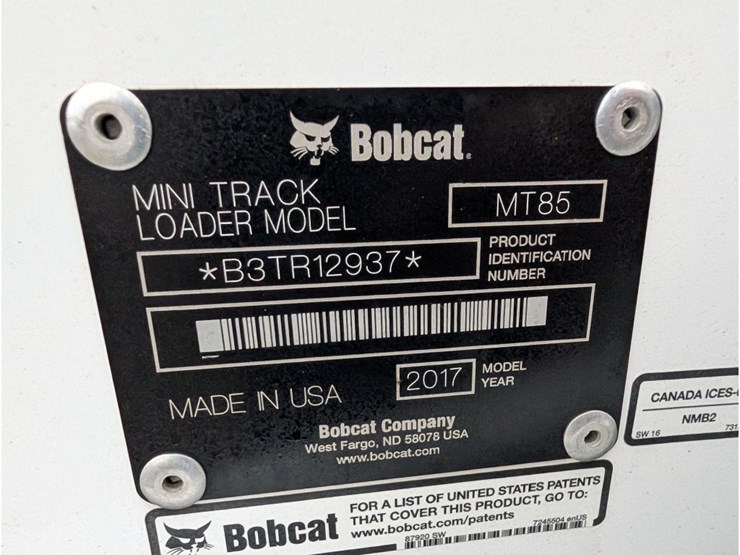 Bobcat.
MINI TRACK
LOADER MODEL
MT85
*B3TR12937*
PRODUCT
IDENTIFICATION
NUMBER
MADE IN USA
2017
MODEL
YEAR
Bobcat Company
West Fargo, ND 58078 USA
www.bobcat.com
CANADA ICES-
NMB2
SW 16
731
Bobcat
FOR A LIST OF UNITED STATES PATENTS
THAT COVER THIS PRODUCT, GO TO:
www.bobcat.com/patents
7245504 enUS
87920 SW